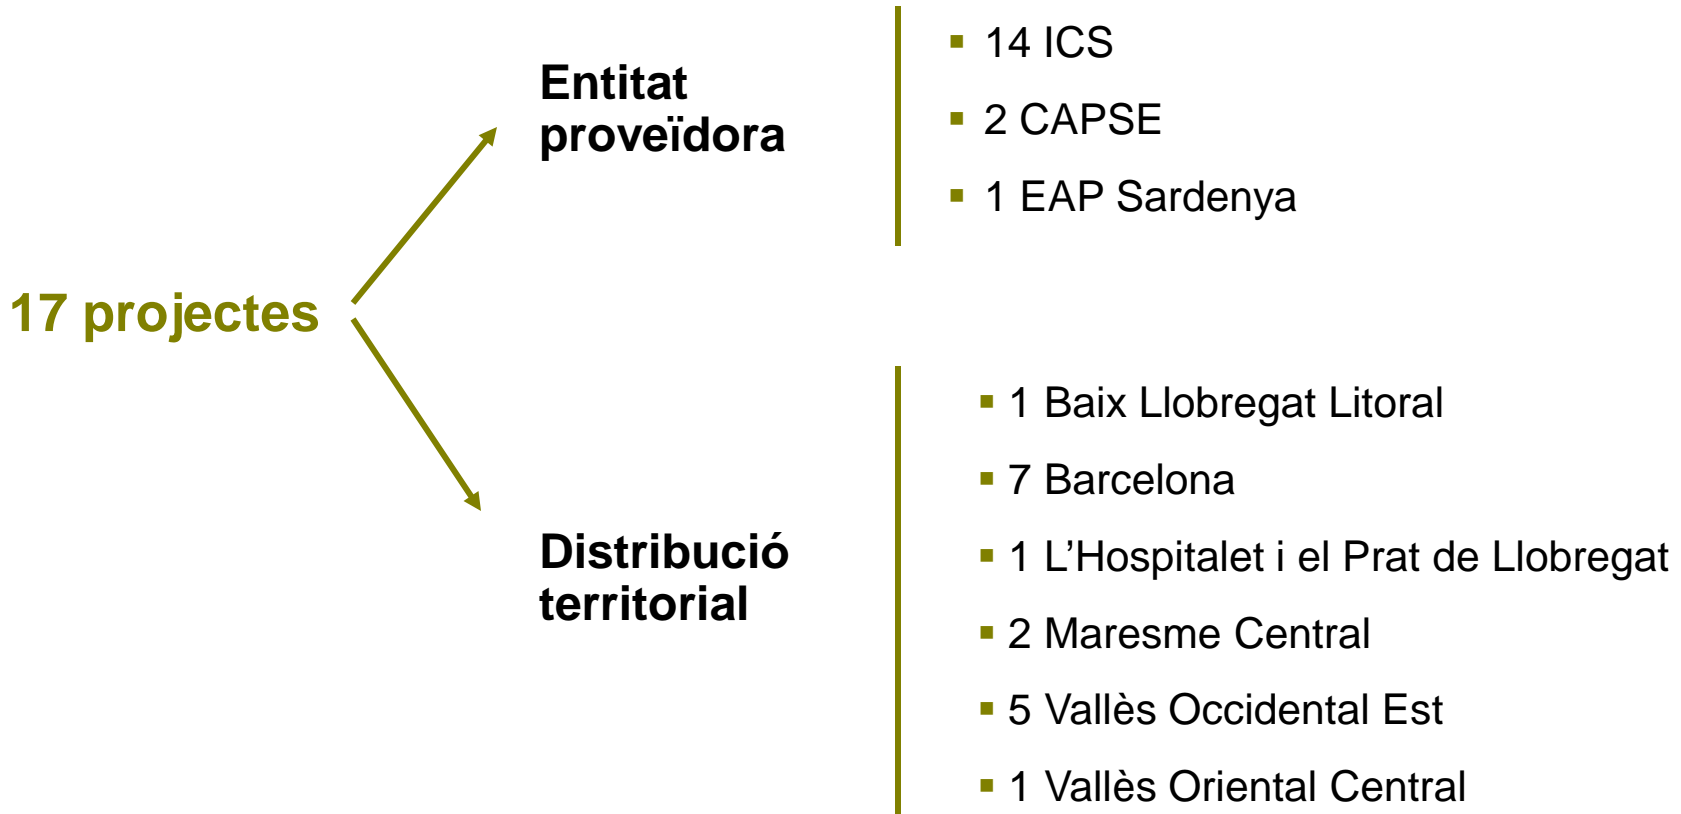 17 projectes
Entitat
proveïdora
▪ 14 ICS
▪ 2 CAPSE
▪ 1 EAP Sardenya
Distribució
territorial
▪ 1 Baix Llobregat Litoral
▪ 7 Barcelona
▪ 1 L’Hospitalet i el Prat de Llobregat
▪ 2 Maresme Central
▪ 5 Vallès Occidental Est
▪ 1 Vallès Oriental Central